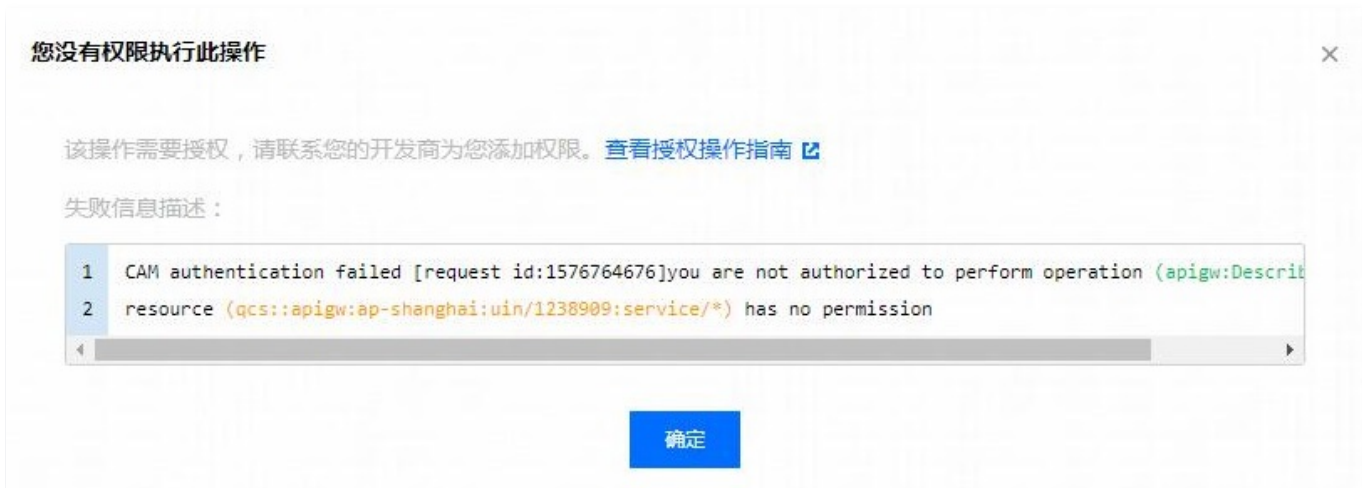 您没有权限执行此操作
该操作需要授权，请联系您的开发商为您添加权限。查看授权操作指南
失败信息描述：
1 CAM authentication failed [request id:1576764676]you are not authorized to perform operation (apigw:Describ
2 resource (qcs::apigw:ap-shanghai:uin/1238909:service/*) has no permission
确定